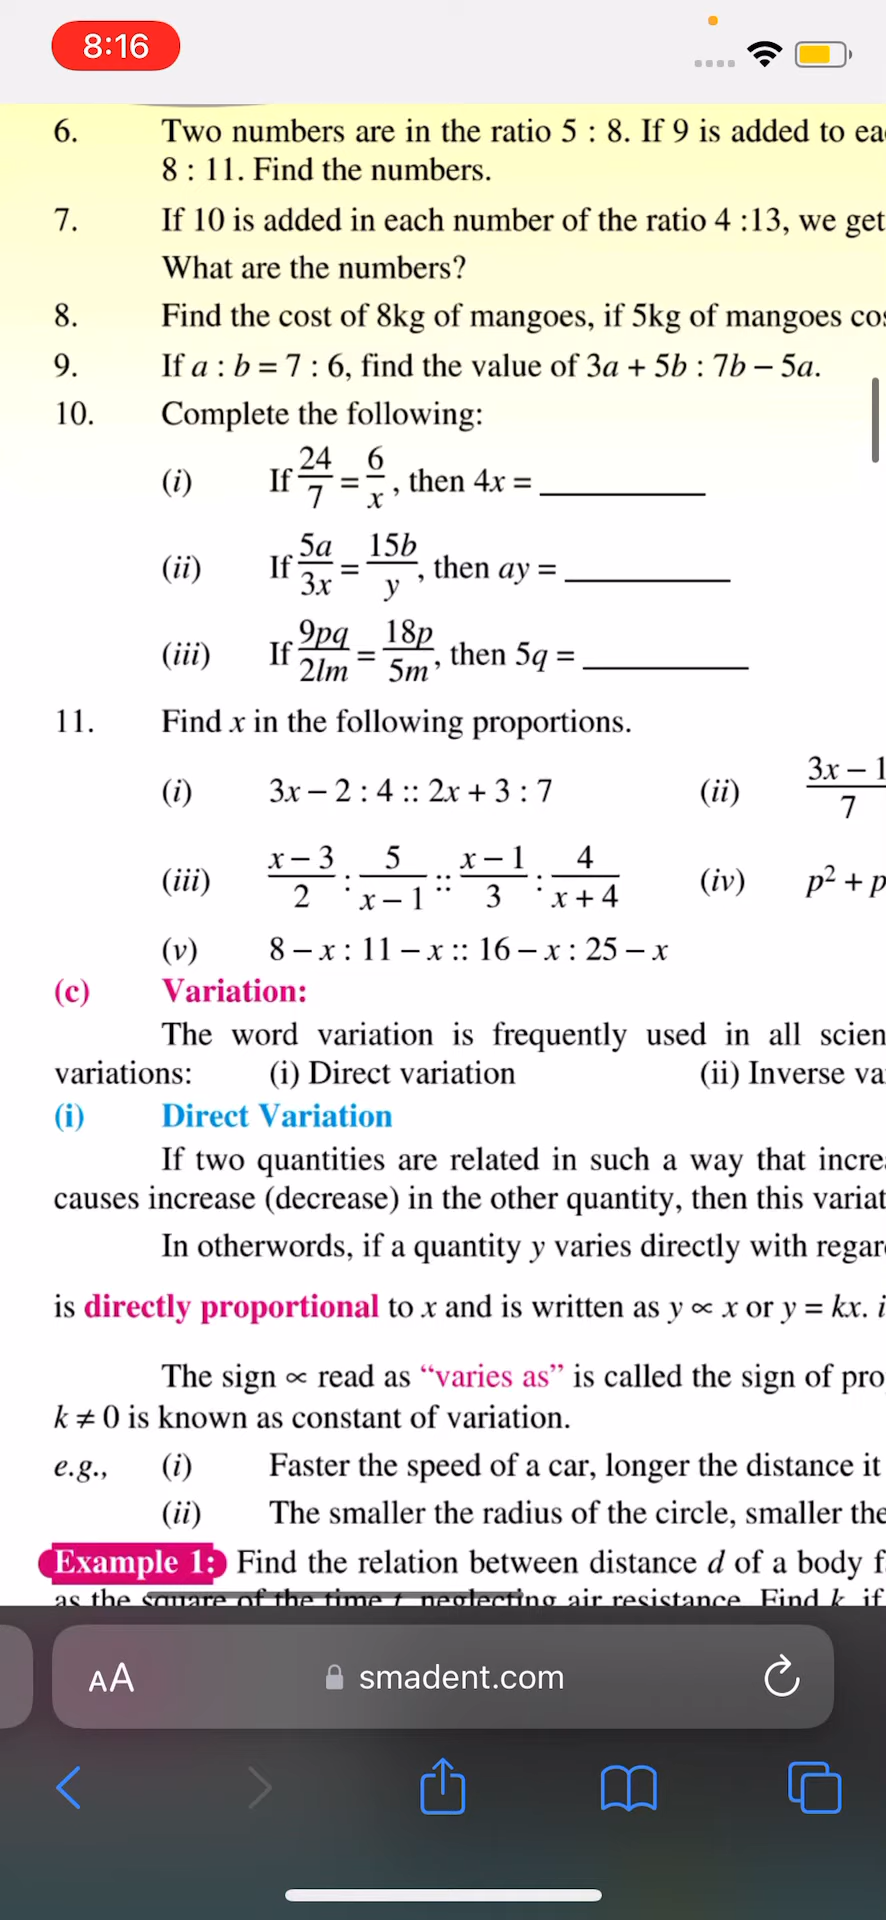 8:16
6. Two numbers are in the ratio 5 : 8. If 9 is added to
8 : 11. Find the numbers.
7. If 10 is added in each number of the ratio 4 :13, we get
What are the numbers?
8. Find the cost of 8kg of mangoes, if 5kg of mangoes
9. If a : b = 7 : 6, find the value of 3a + 5b : 7b – 5a.
10. Complete the following:
(i) If 24/7 = 6/x, then 4x = ________
(ii) If 5a/3x = 15b/y, then ay = ________
(iii) If 9pq/2lm = 18p/5m, then 5q = ________
11. Find x in the following proportions.
(i) 3x – 2 : 4 :: 2x + 3 : 7 (ii) 3x – 1/7
(iii) x – 3/2 : 5/x – 1 :: x – 1/3 : 4/x + 4 (iv) p² + p
(v) 8 – x : 11 – x :: 16 – x : 25 – x
(c) Variation:
The word variation is frequently used in all
variations: (i) Direct variation (ii) Inverse
(i) Direct Variation
If two quantities are related in such a way that
causes increase (decrease) in the other quantity, then this
In otherwords, if a quantity y varies directly with
is directly proportional to x and is written as y ∝ x or y = kx.
The sign ∝ read as “varies as” is called the sign of
k ≠ 0 is known as constant of variation.
e.g., (i) Faster the speed of a car, longer the distance it
(ii) The smaller the radius of the circle, smaller the
Example 1: Find the relation between distance d of a body
as the square of the time t, neglecting air resistance. Find k, if
AA smadent.com